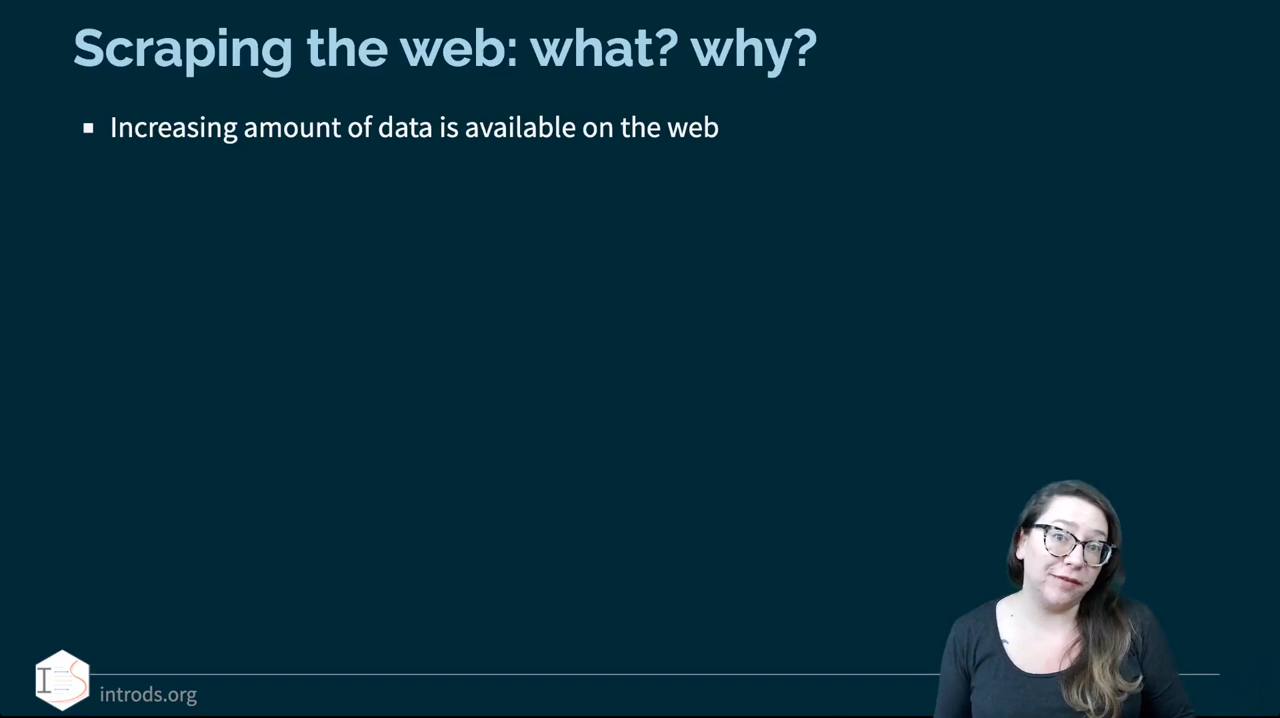 Scraping the web: what? why?
Increasing amount of data is available on the web
introds.org